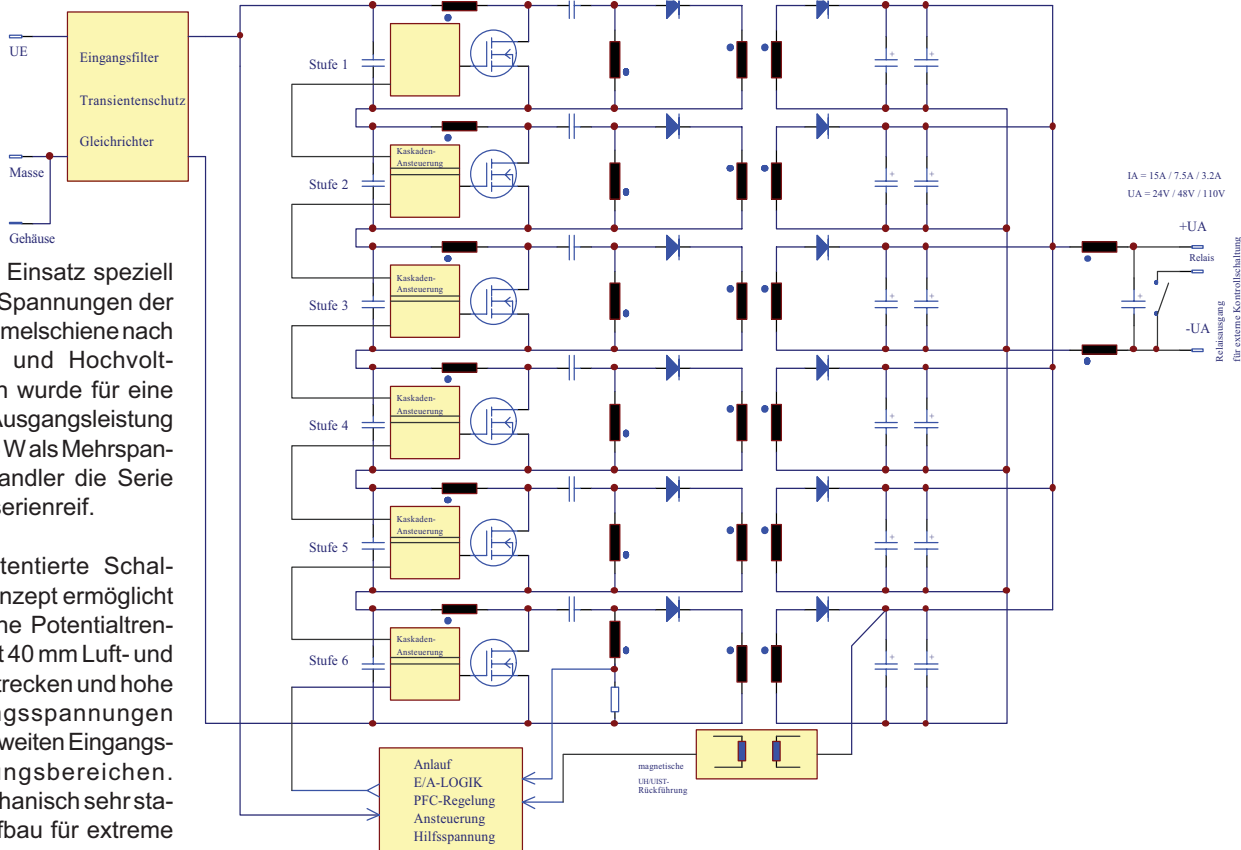 UE
Masse
Gehäuse
Eingangsfilter
Transientenschutz
Gleichrichter
Einsatz speziell
Spannungen der
melschiene nach
und Hochvolt-
n wurde für eine
Ausgangsleistung
W als Mehrspan-
andler die Serie
serienreif.
tentierte Schal-
nzept ermöglicht
ne Potentialtren-
t 40 mm Luft- und
trecken und hohe
ngsspannungen
weiten Eingangs-
ungsbereichen.
hanisch sehr sta-
fbau für extreme
Stufe 1
Stufe 2
Kaskaden-
Ansteuerung
Stufe 3
Kaskaden-
Ansteuerung
Stufe 4
Kaskaden-
Ansteuerung
Stufe 5
Kaskaden-
Ansteuerung
Stufe 6
Kaskaden-
Ansteuerung
Anlauf
E/A-LOGIK
PFC-Regelung
Ansteuerung
Hilfsspannung
magnetische
UH/UIST-
Rückführung
IA = 15A / 7.5A / 3.2A
UA = 24V / 48V / 110V
+UA
Relais
-UA
Relaisausgang
für externe Kontrollschaltung